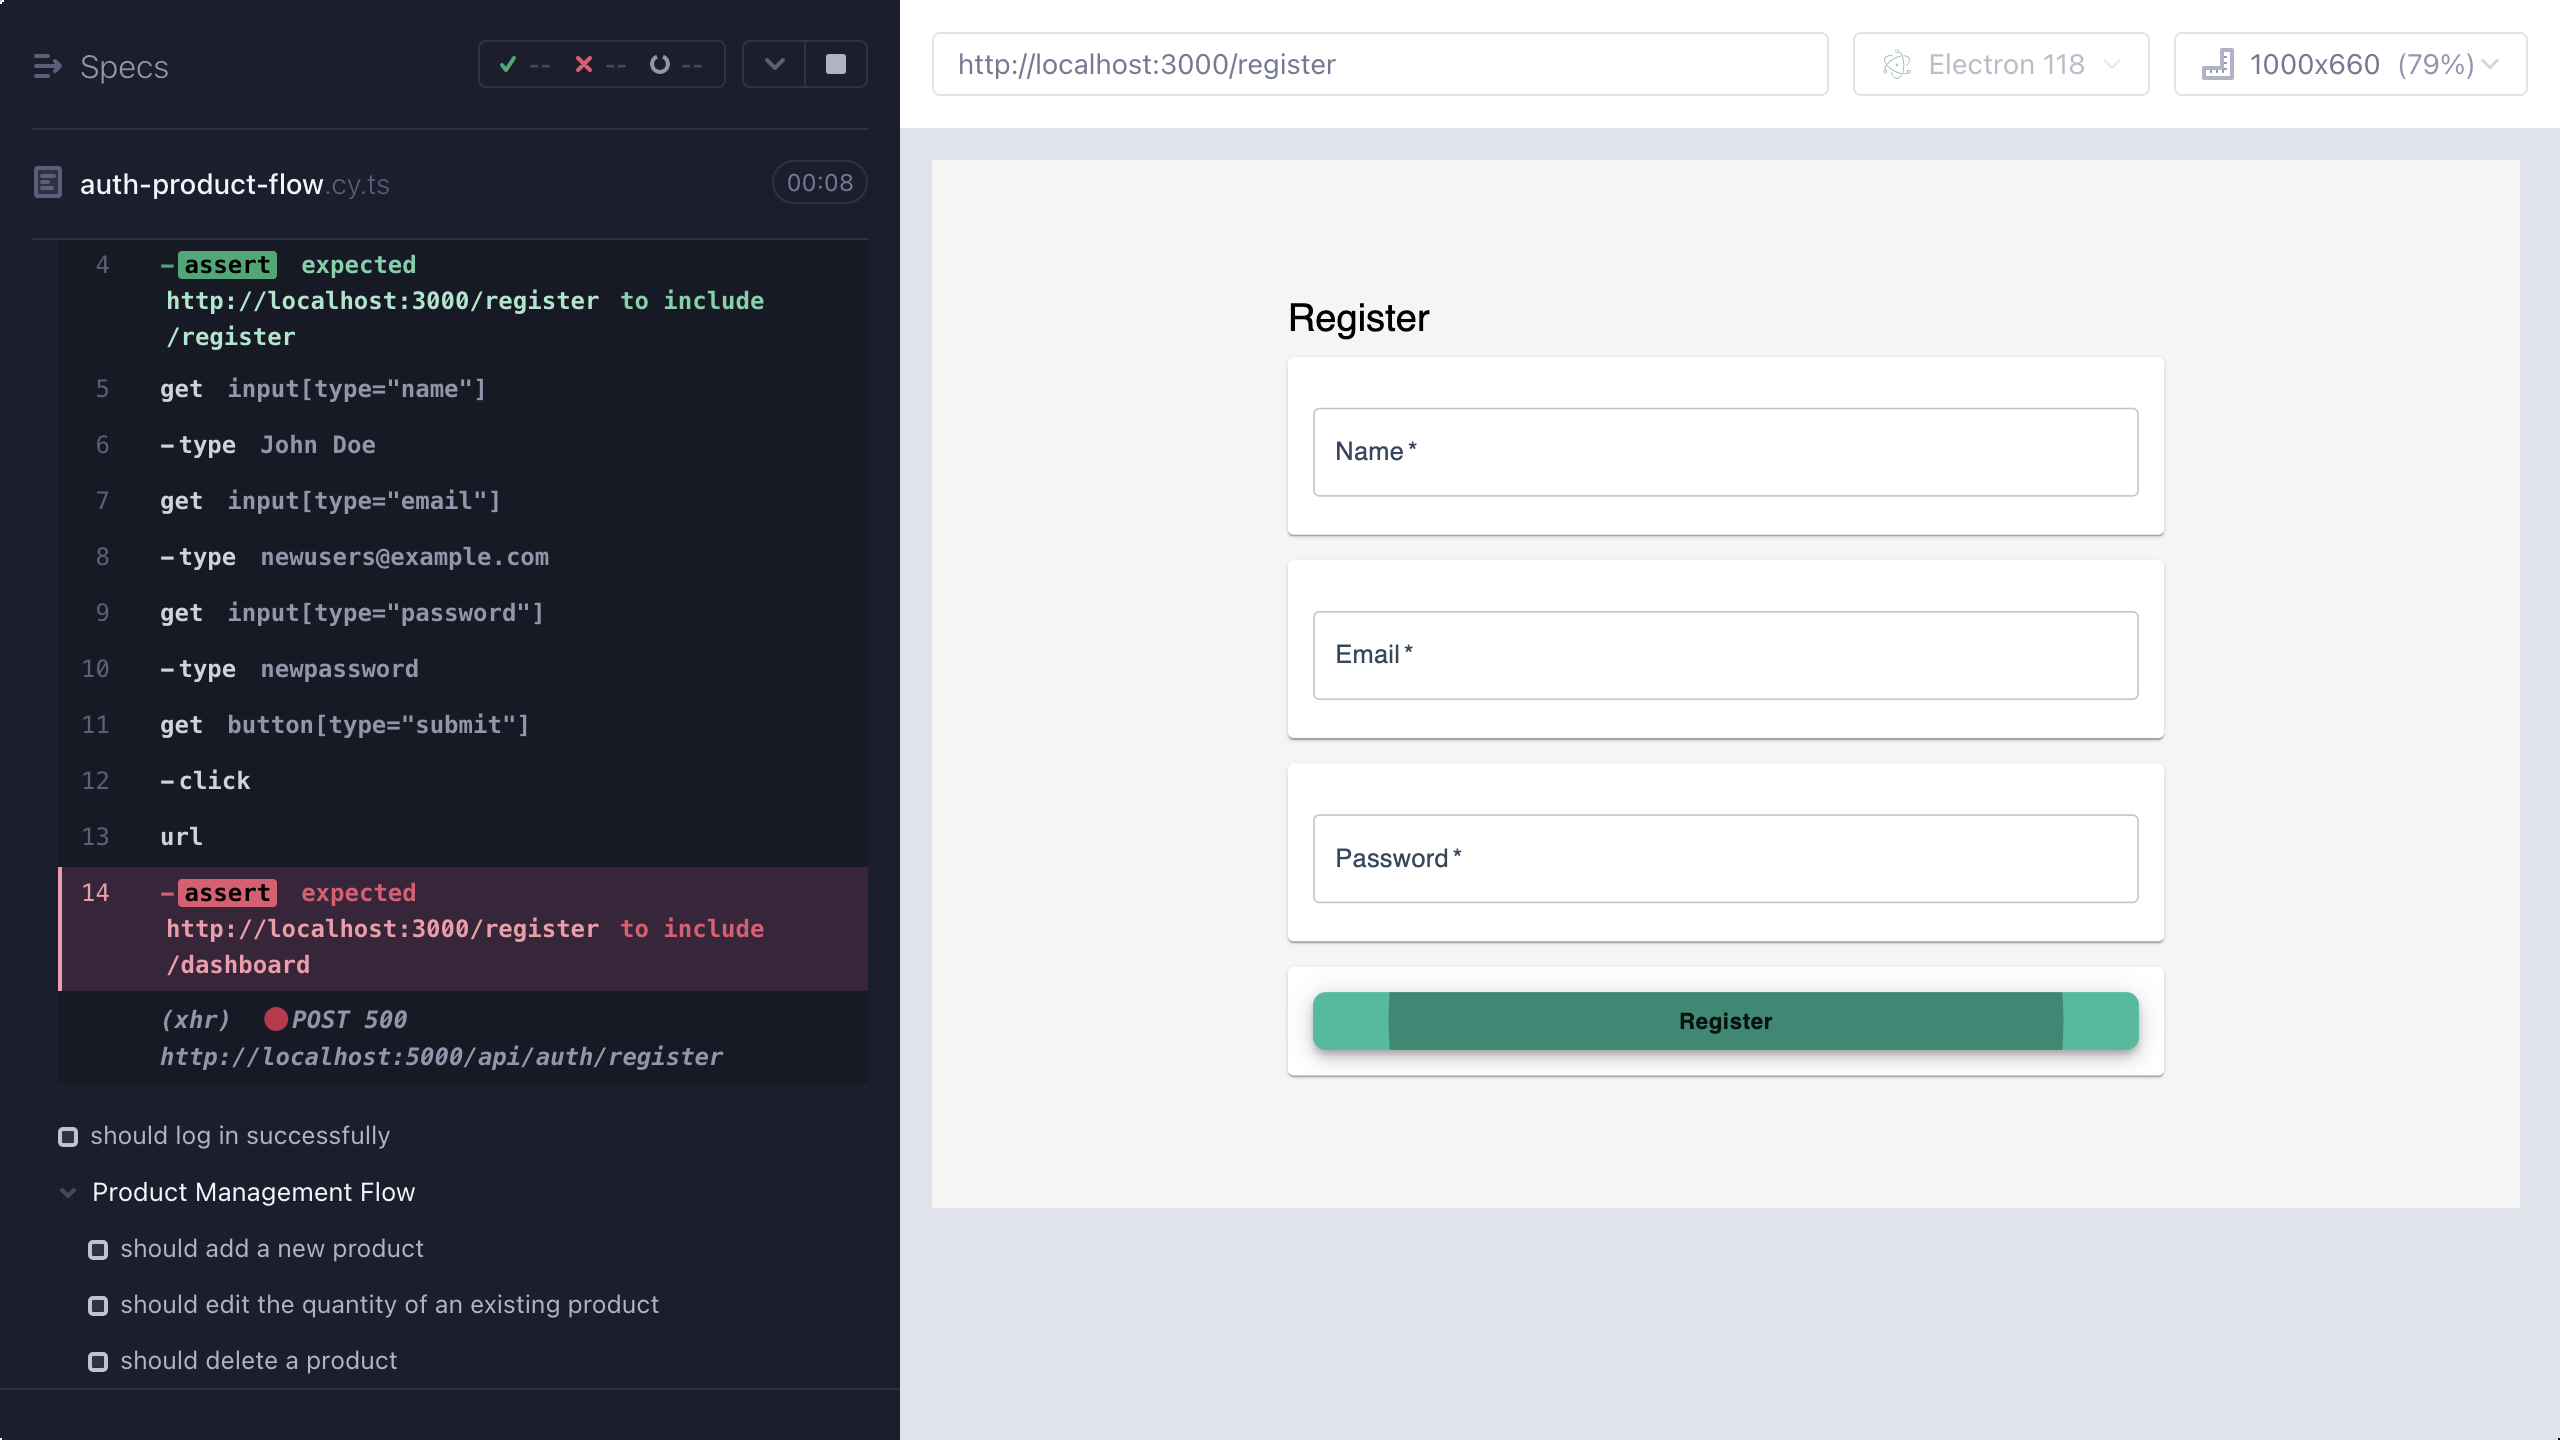 Specs
-- -- --
auth-product-flow.cy.ts
00:08
4 -assert expected
http://localhost:3000/register to include
/register
5 get input[type="name"]
6 -type John Doe
7 get input[type="email"]
8 -type newusers@example.com
9 get input[type="password"]
10 -type newpassword
11 get button[type="submit"]
12 -click
13 url
14 -assert expected
http://localhost:3000/register to include
/dashboard
(xhr) POST 500
http://localhost:5000/api/auth/register
should log in successfully
Product Management Flow
should add a new product
should edit the quantity of an existing product
should delete a product
http://localhost:3000/register
Electron 118
1000x660 (79%)
Register
Name *
Email *
Password *
Register